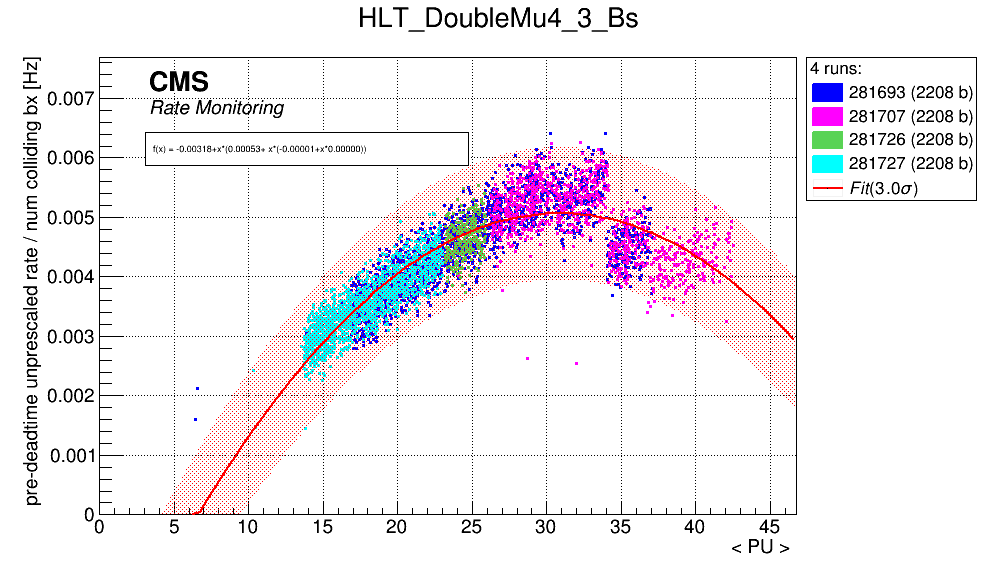 HLT_DoubleMu4_3_Bs
pre-deadtime unprescaled rate / num colliding bx [Hz]
CMS
Rate Monitoring
f(x) = -0.00318+x*(0.00053+ x*(-0.00001+x*0.00000))
0.007
0.006
0.005
0.004
0.003
0.002
0.001
0
0 5 10 15 20 25 30 35 40 45
< PU >
4 runs:
281693 (2208 b)
281707 (2208 b)
281726 (2208 b)
281727 (2208 b)
Fit(3.0σ)